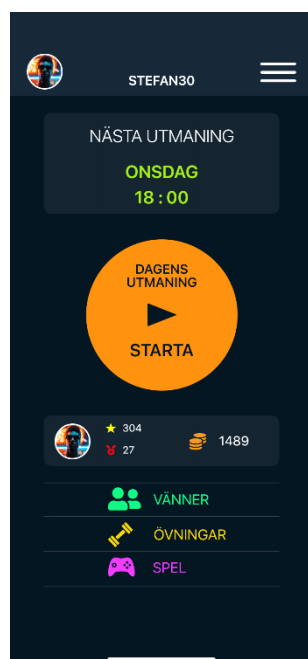 STEFAN30
NÄSTA UTMANING
ONSDAG
18 : 00
DAGENS
UTMANING
STARTA
304
27
1489
VÄNNER
ÖVNINGAR
SPEL